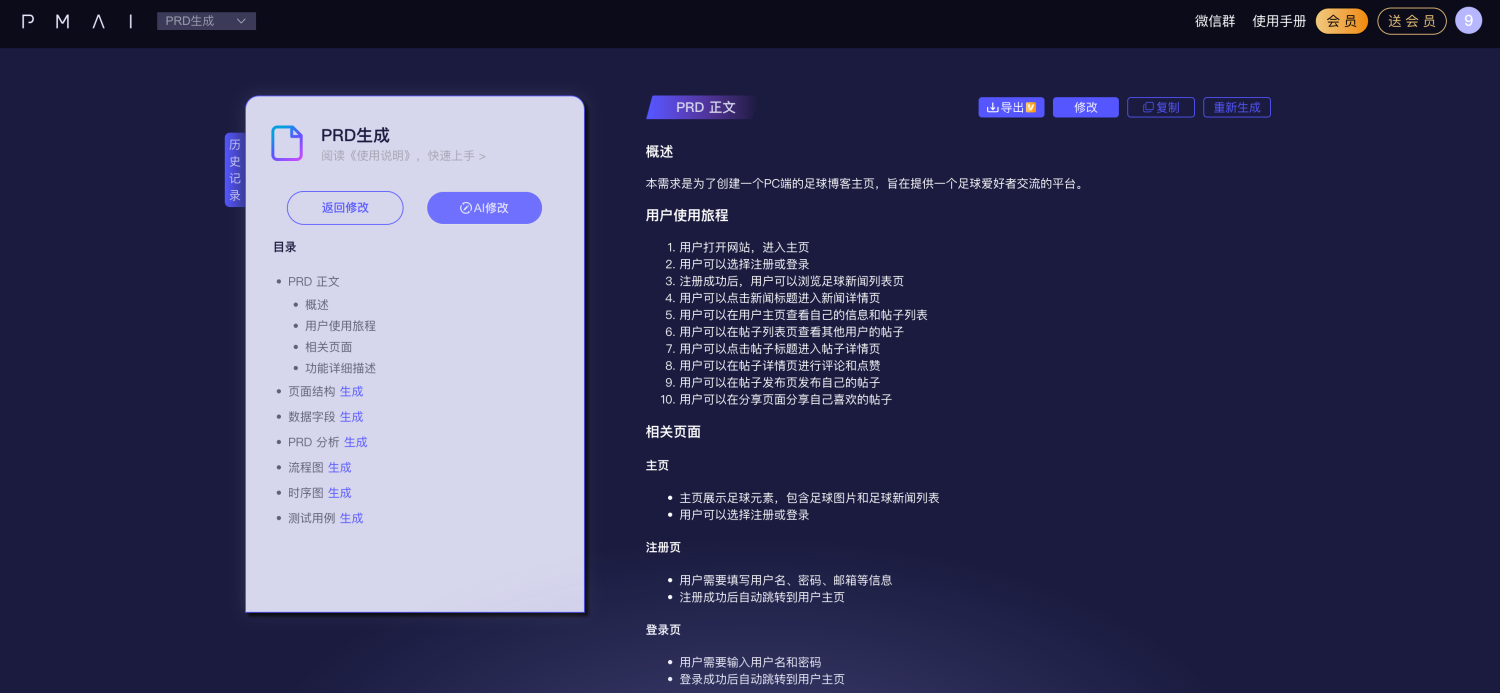 PMAI
PRD生成
微信群
使用手册
会员
送会员
9
历史记录
PRD生成
阅读《使用说明》，快速上手 >
返回修改
AI修改
目录
PRD 正文
概述
用户使用旅程
相关页面
功能详细描述
页面结构 生成
数据字段 生成
PRD 分析 生成
流程图 生成
时序图 生成
测试用例 生成
PRD 正文
导出
V
修改
复制
重新生成
概述
本需求是为了创建一个PC端的足球博客主页，旨在提供一个足球爱好者交流的平台。
用户使用旅程
1. 用户打开网站，进入主页
2. 用户可以选择注册或登录
3. 注册成功后，用户可以浏览足球新闻列表页
4. 用户可以点击新闻标题进入新闻详情页
5. 用户可以在用户主页查看自己的信息和帖子列表
6. 用户可以在帖子列表页查看其他用户的帖子
7. 用户可以点击帖子标题进入帖子详情页
8. 用户可以在帖子详情页进行评论和点赞
9. 用户可以在帖子发布页发布自己的帖子
10. 用户可以在分享页面分享自己喜欢的帖子
相关页面
主页
主页展示足球元素，包含足球图片和足球新闻列表
用户可以选择注册或登录
注册页
用户需要填写用户名、密码、邮箱等信息
注册成功后自动跳转到用户主页
登录页
用户需要输入用户名和密码
登录成功后自动跳转到用户主页